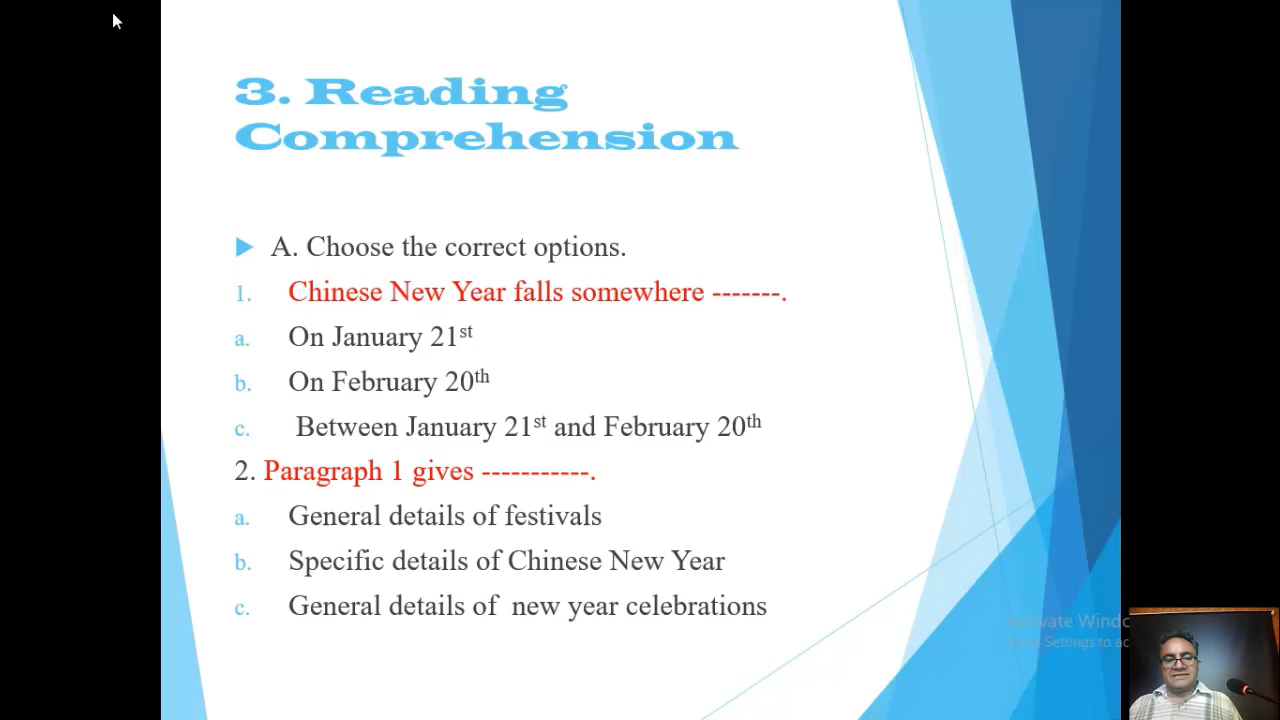 3. Reading
Comprehension
A. Choose the correct options.
1. Chinese New Year falls somewhere -------.
a. On January 21st
b. On February 20th
c. Between January 21st and February 20th
2. Paragraph 1 gives -----------.
a. General details of festivals
b. Specific details of Chinese New Year
c. General details of new year celebrations
Settings to